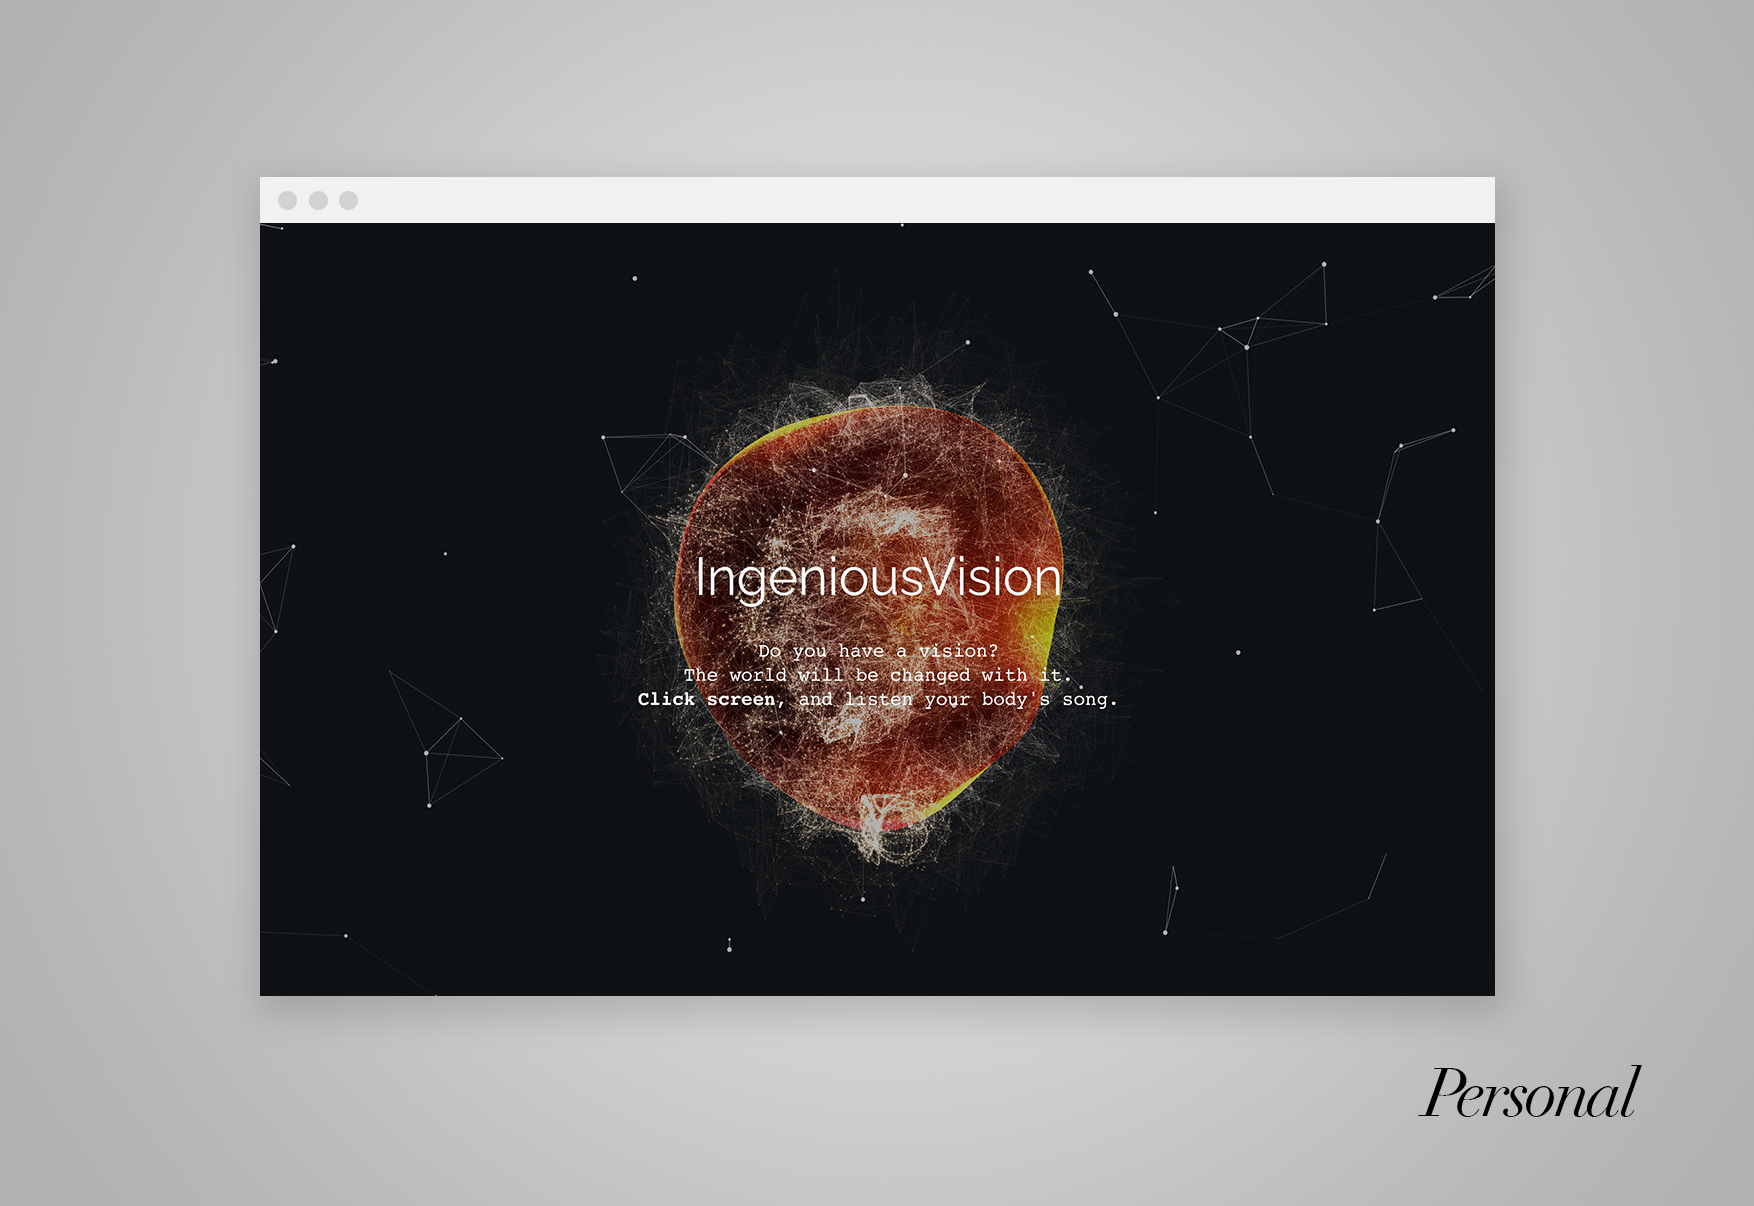 IngeniousVision
Do you have a vision?
The world will be changed with it.
Click screen, and listen your body's song.
Personal